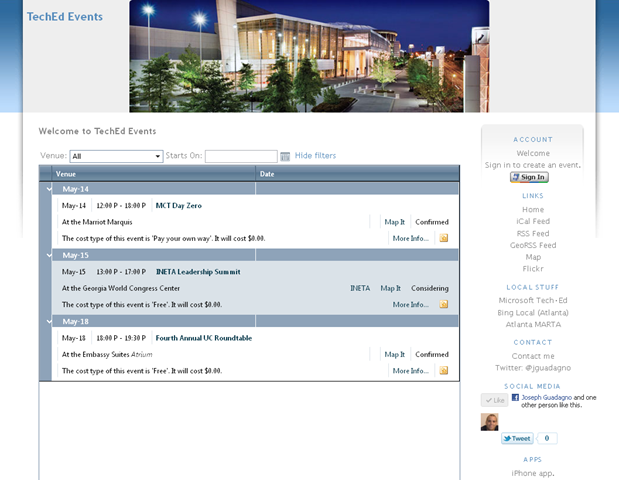 TechEd Events
Welcome to TechEd Events
Venue: All Starts On: Hide filters
Venue Date
May-14
May-14 12:00 P - 18:00 P MCT Day Zero
At the Marriot Marquis Map It Confirmed
The cost type of this event is 'Pay your own way'. It will cost $0.00. More Info...
May-15
May-15 13:00 P - 17:00 P INETA Leadership Summit
At the Georgia World Congress Center INETA Map It Considering
The cost type of this event is 'Free'. It will cost $0.00. More Info...
May-18
May-18 18:00 P - 19:30 P Fourth Annual UC Roundtable
At the Embassy Suites Atrium Map It Confirmed
The cost type of this event is 'Free'. It will cost $0.00. More Info...
ACCOUNT
Welcome
Sign in to create an event.
Sign In
LINKS
Home
iCal Feed
RSS Feed
GeoRSS Feed
Map
Flickr
LOCAL STUFF
Microsoft Tech·Ed
Bing Local (Atlanta)
Atlanta MARTA
CONTACT
Contact me
Twitter: @jguadagno
SOCIAL MEDIA
Like Joseph Guadagno and one
other person like this.
Tweet 0
APPS
iPhone app.